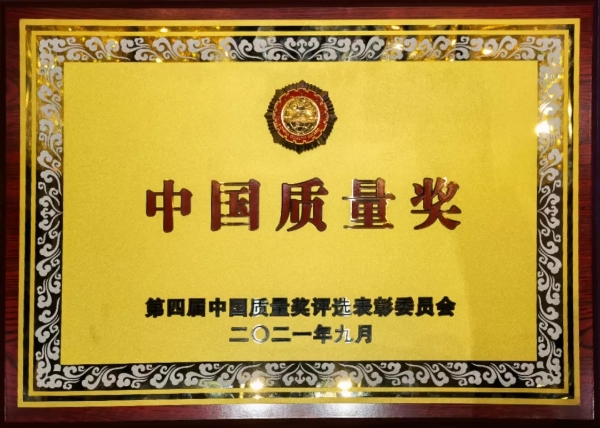 中国质量奖
第四届中国质量奖评选表彰委员会
二〇二一年九月